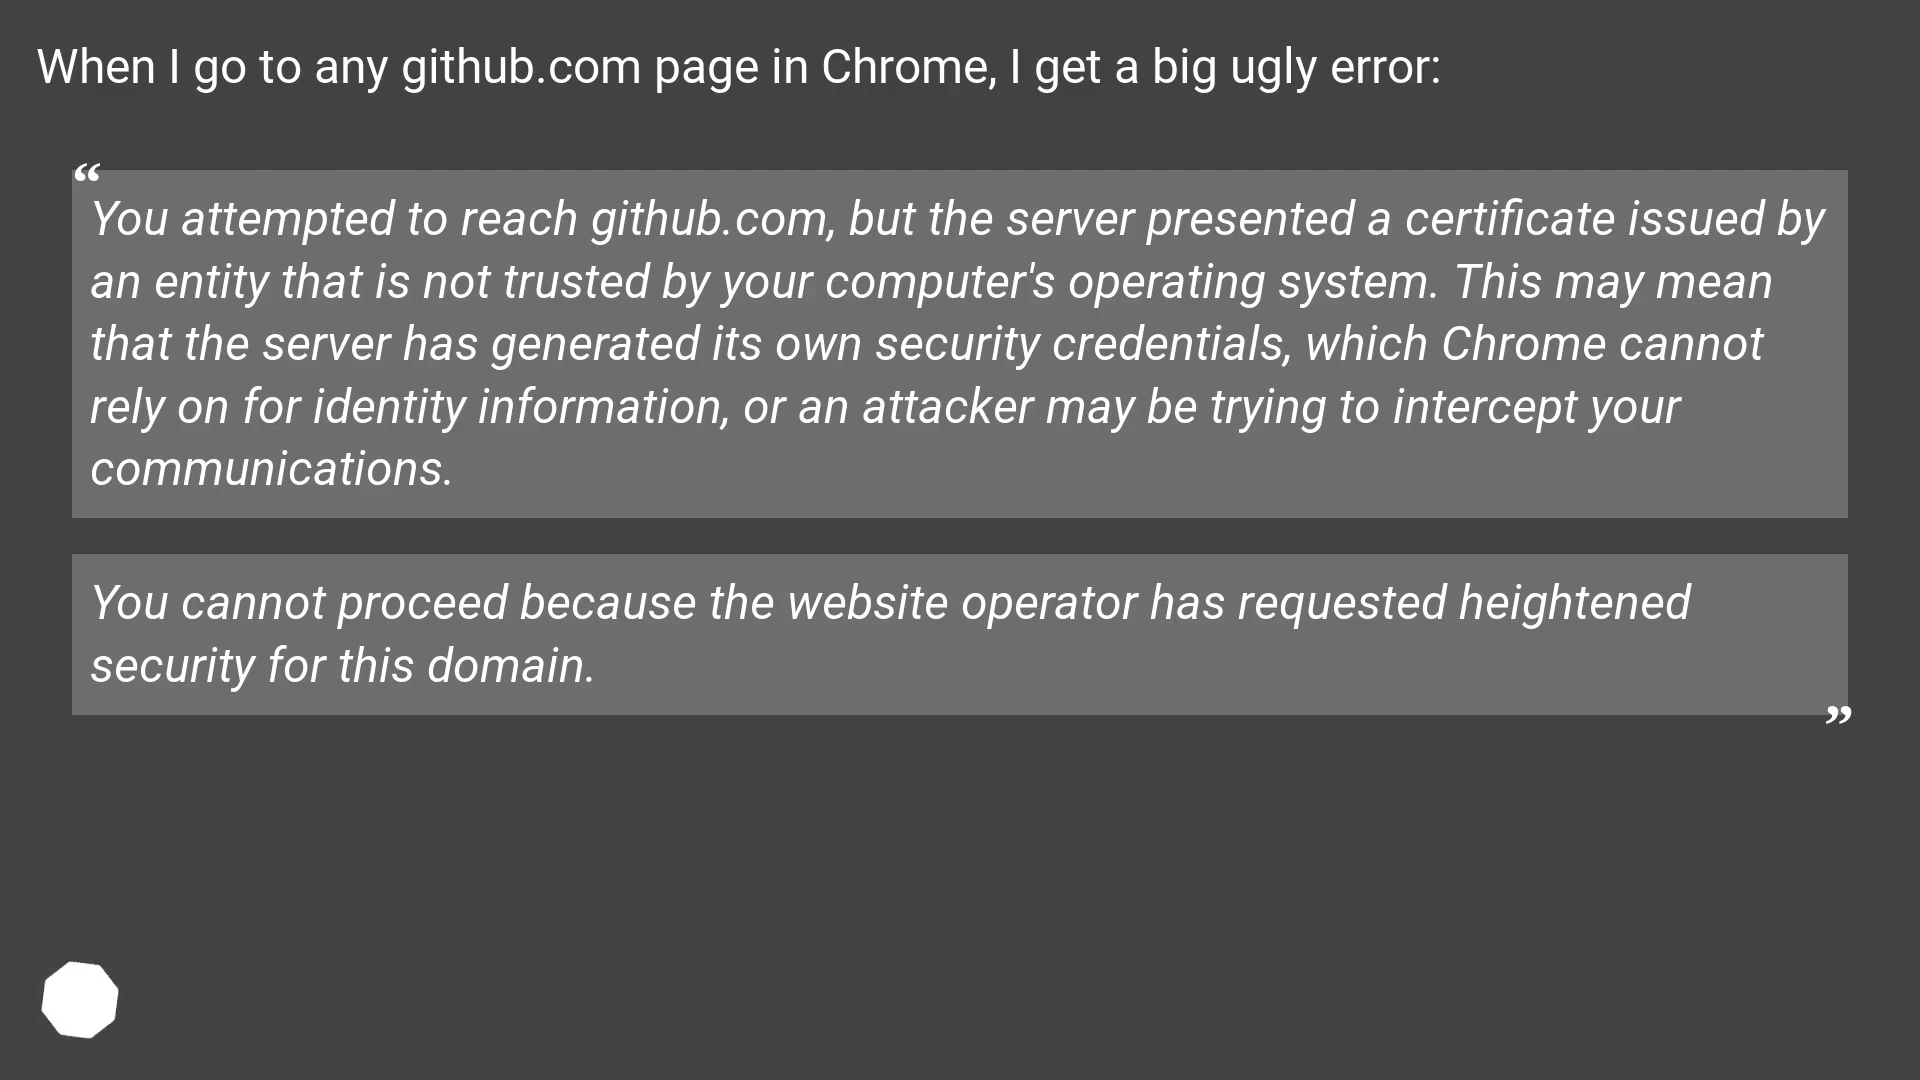 When I go to any github.com page in Chrome, I get a big ugly error:
“
You attempted to reach github.com, but the server presented a certificate issued by
an entity that is not trusted by your computer's operating system. This may mean
that the server has generated its own security credentials, which Chrome cannot
rely on for identity information, or an attacker may be trying to intercept your
communications.
You cannot proceed because the website operator has requested heightened
security for this domain.
”